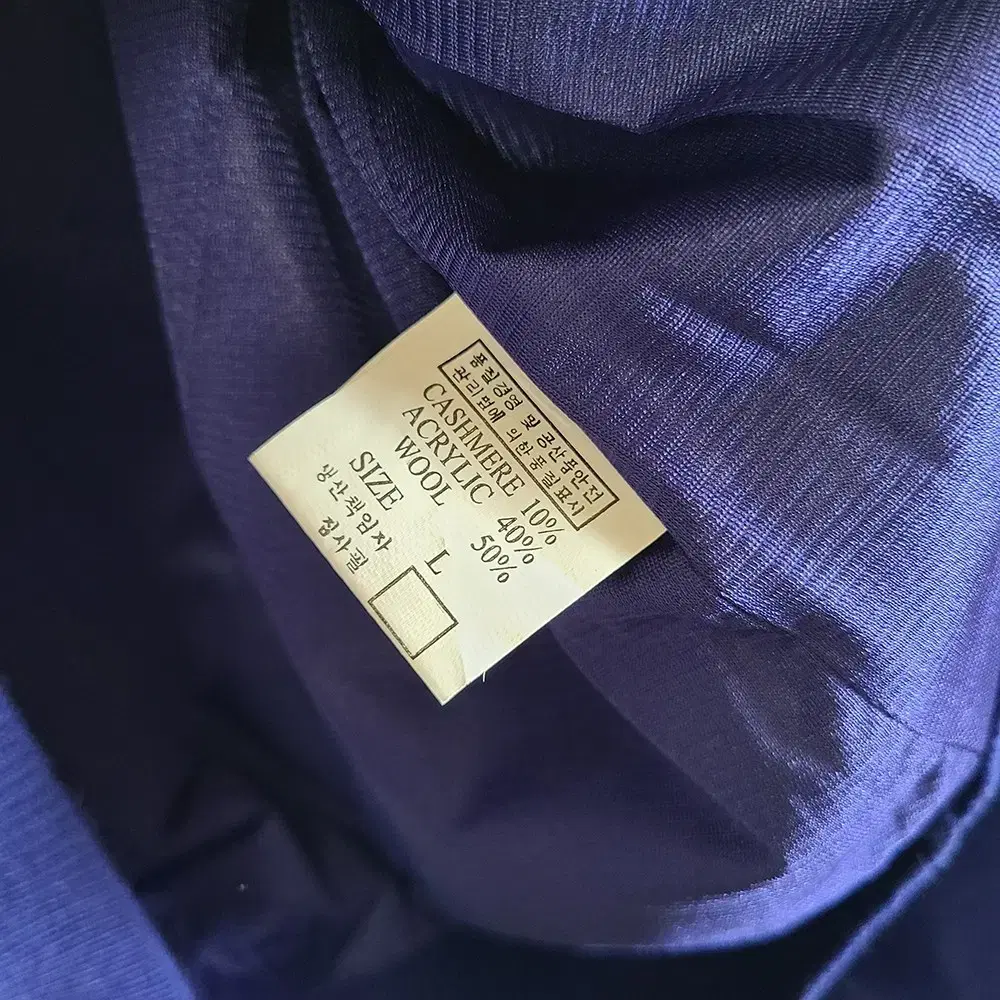 품질경영 및 공산품안전
관리법에 의한품질표시
CASHMERE 10%
ACRYLIC 40%
WOOL 50%
SIZE L
생산책임자
집사필